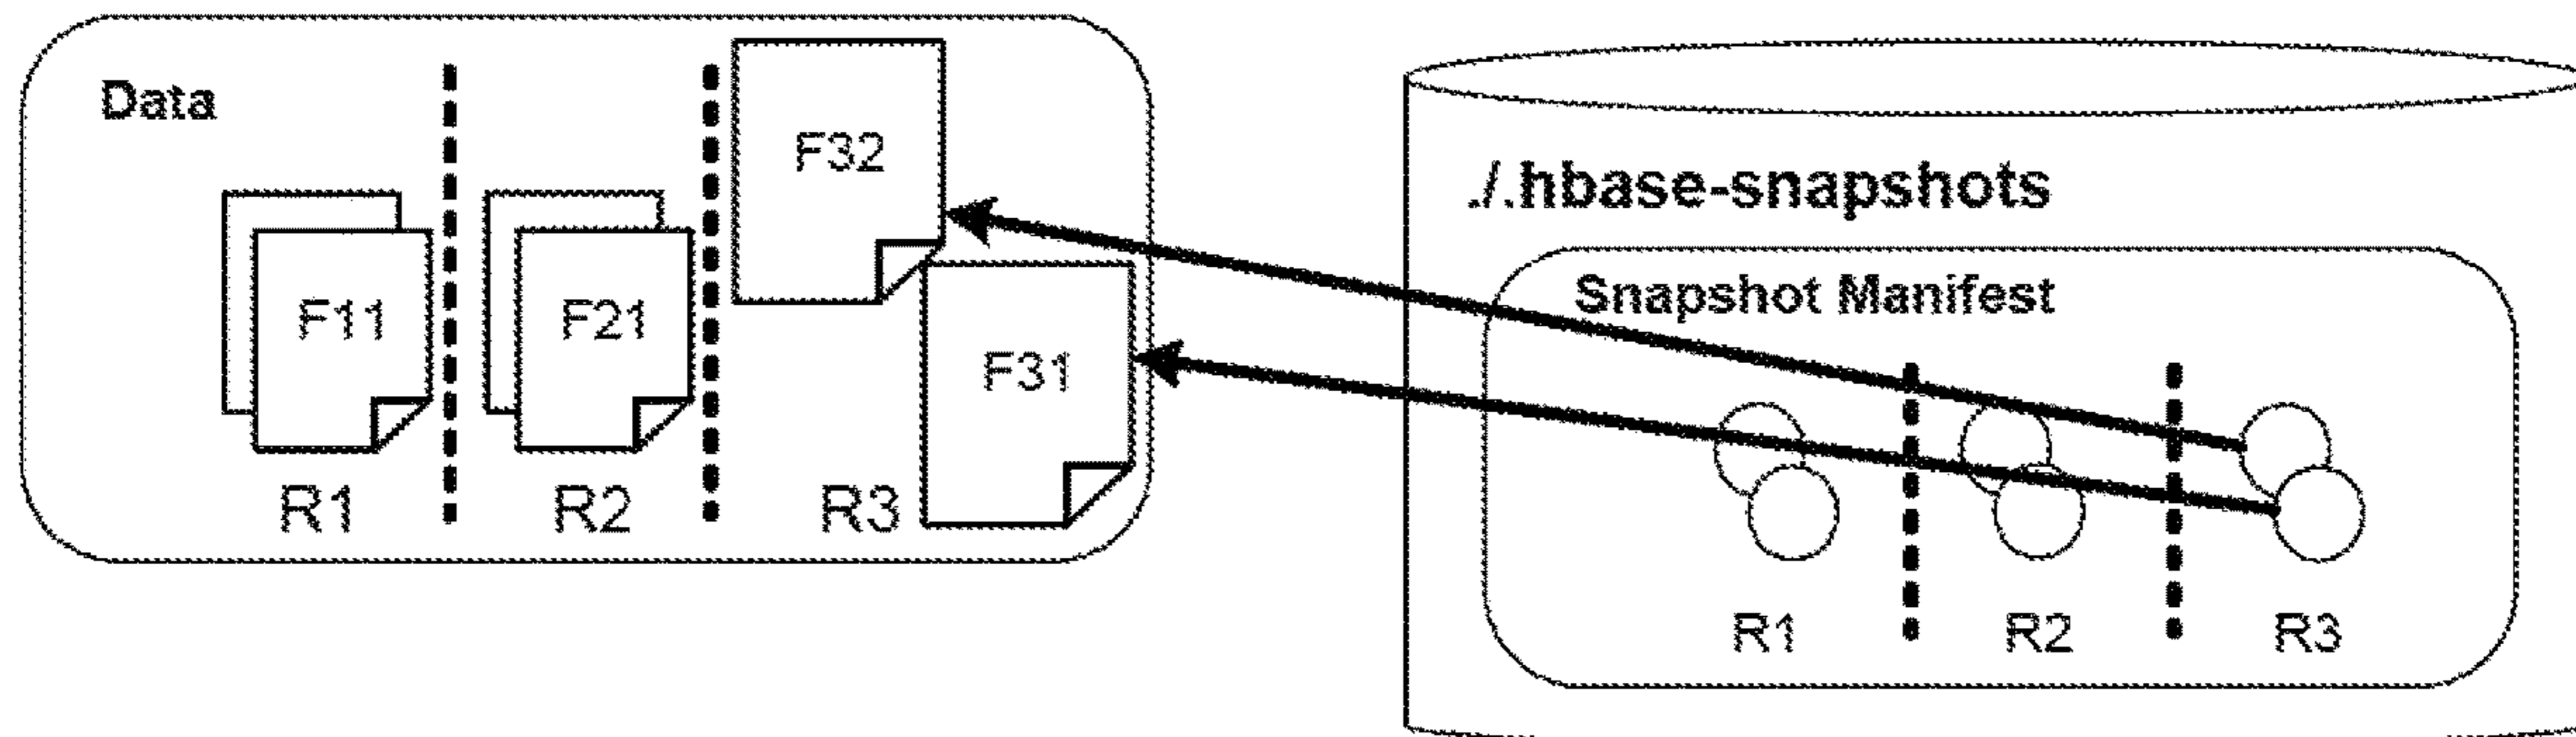 Data
F32
F11
F21
F31
R1
R2
R3
./.hbase-snapshots
Snapshot Manifest
R1
R2
R3